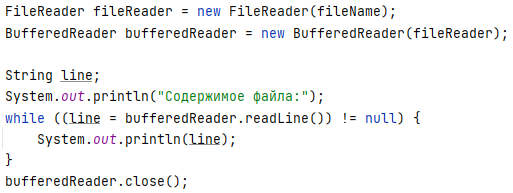 FileReader fileReader = new FileReader(fileName);
BufferedReader bufferedReader = new BufferedReader(fileReader);

String line;
System.out.println("Содержимое файла:");
while ((line = bufferedReader.readLine()) != null) {
    System.out.println(line);
}
bufferedReader.close();